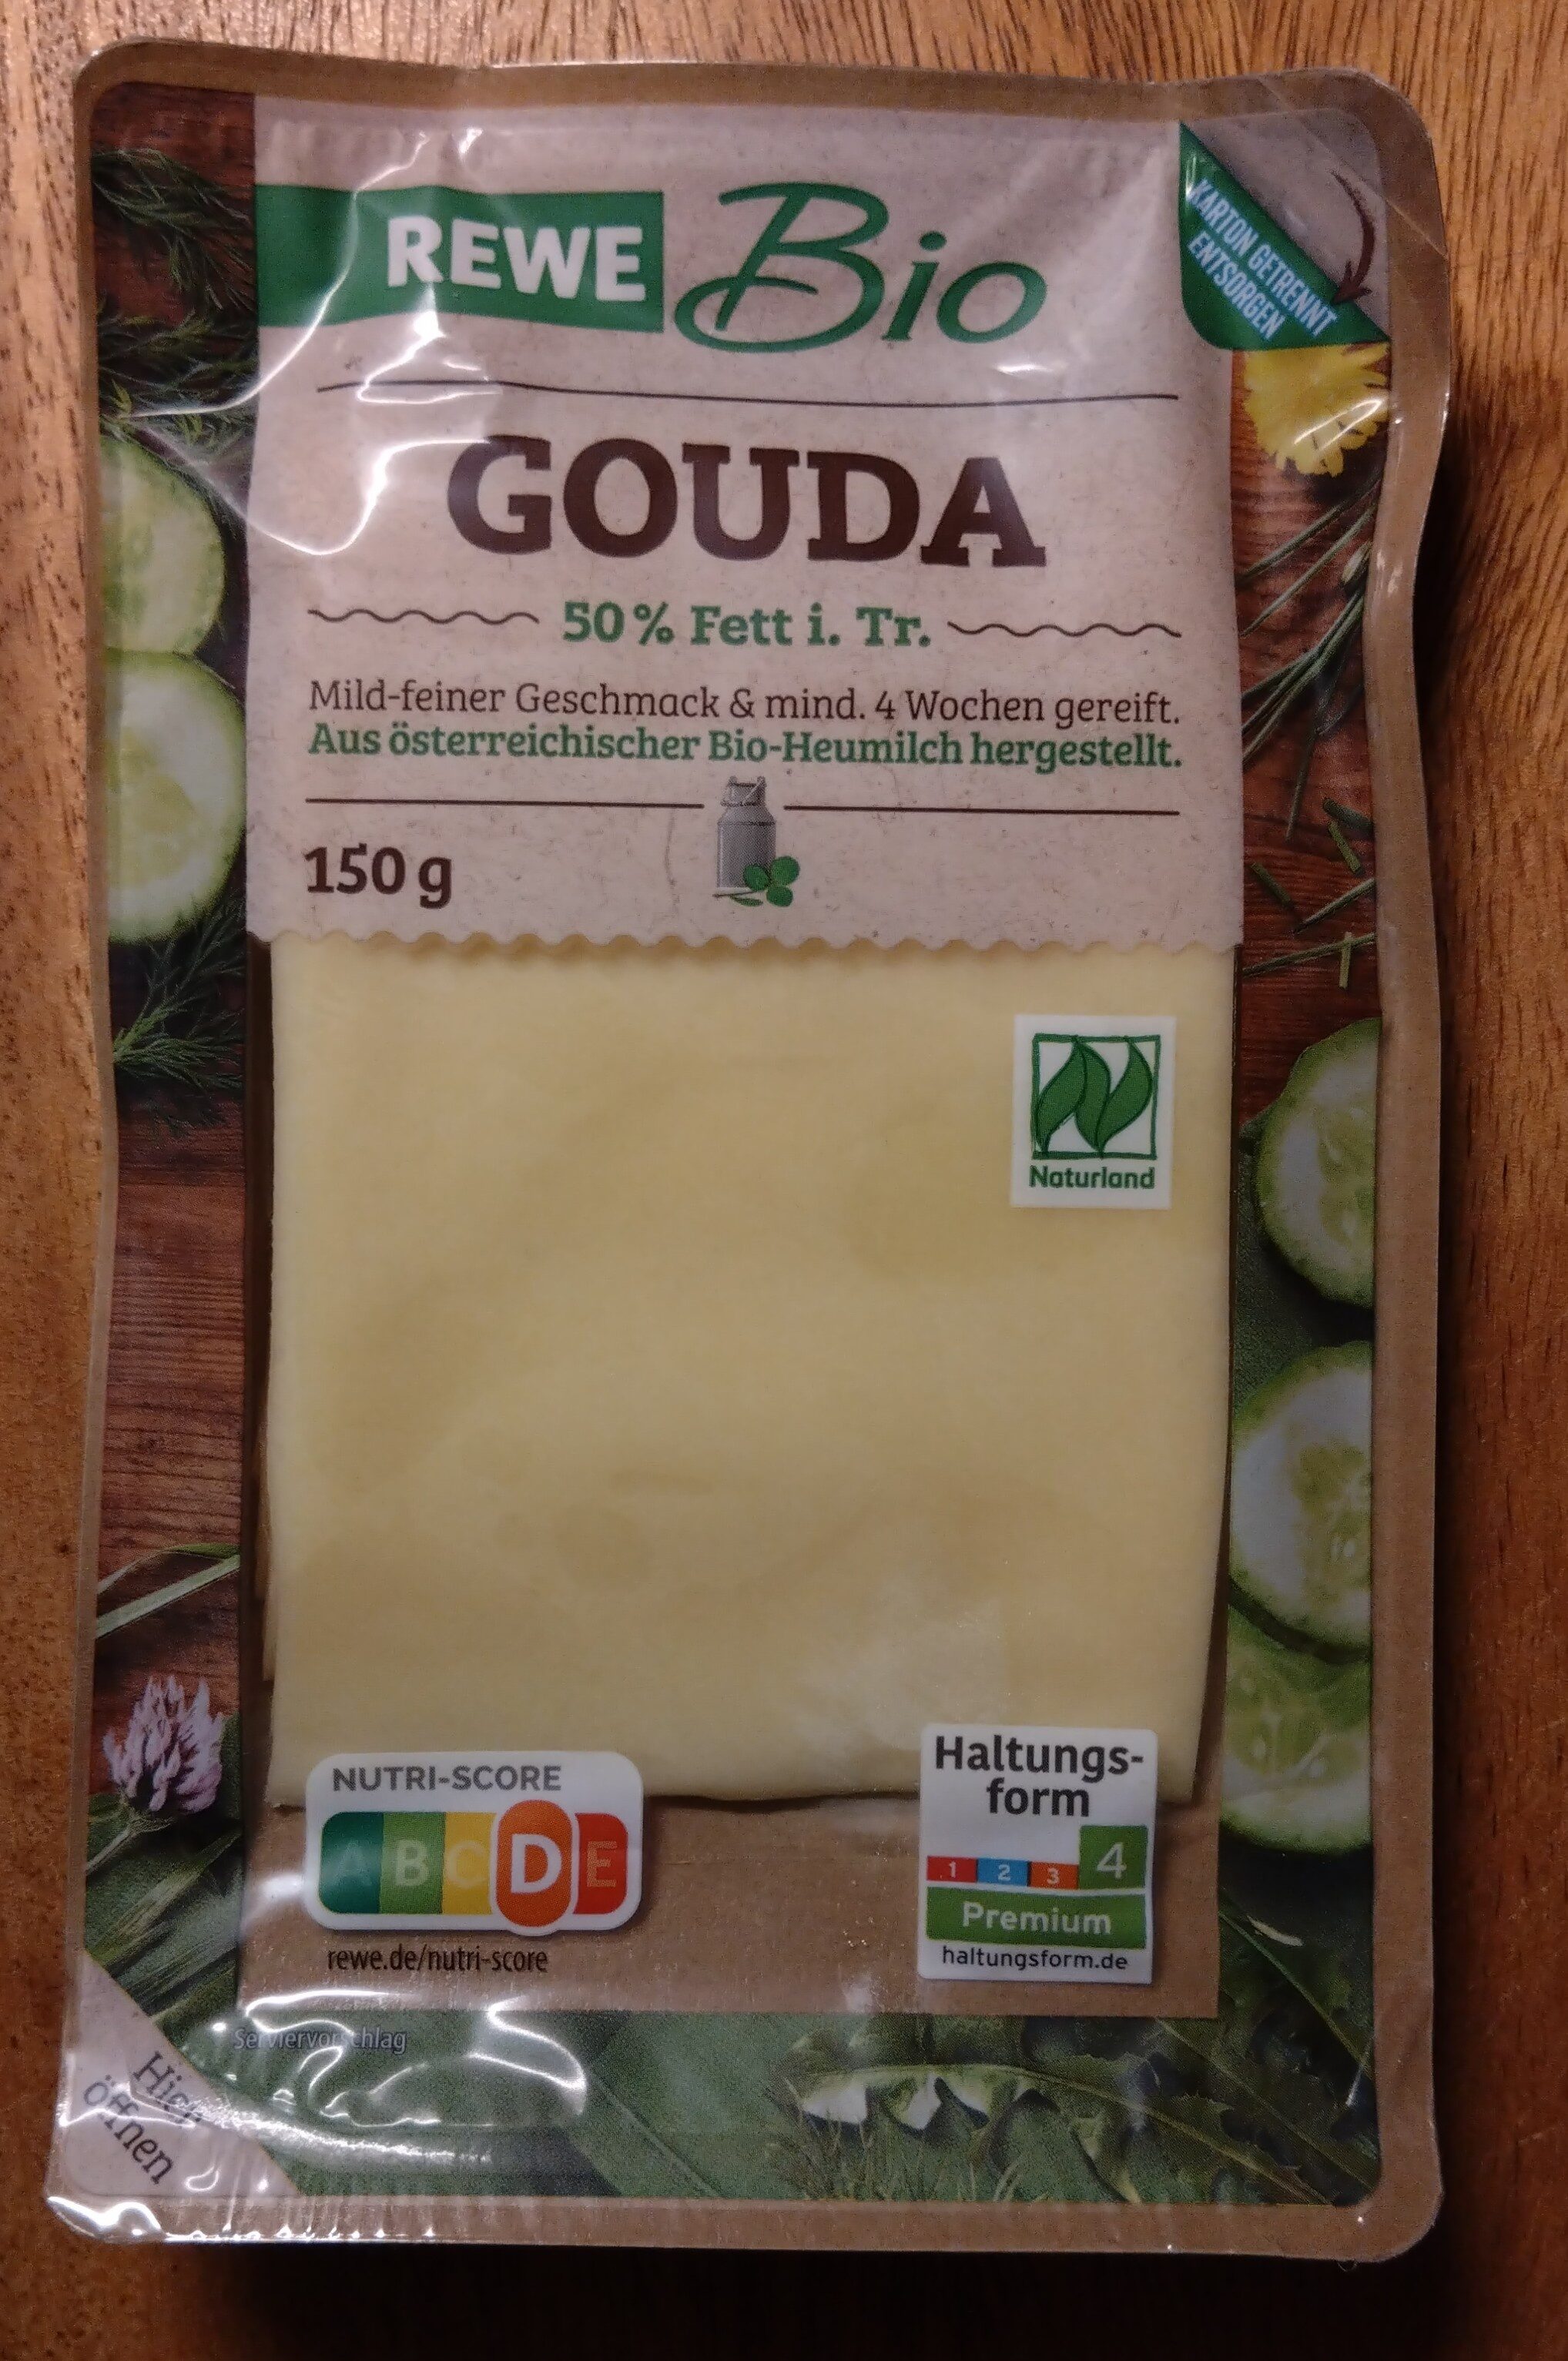 REWE Bio
KARTON GETRENNT
ENTSORGEN
GOUDA
50 % Fett i. Tr.
Mild-feiner Geschmack & mind. 4 Wochen gereift.
Aus österreichischer Bio-Heumilch hergestellt.
150 g
Naturland
NUTRI-SCORE
A B C D E
rewe.de/nutri-score
Haltungs-
form
1 2 3 4
Premium
haltungsform.de
Serviervorschlag
Hier
öffnen